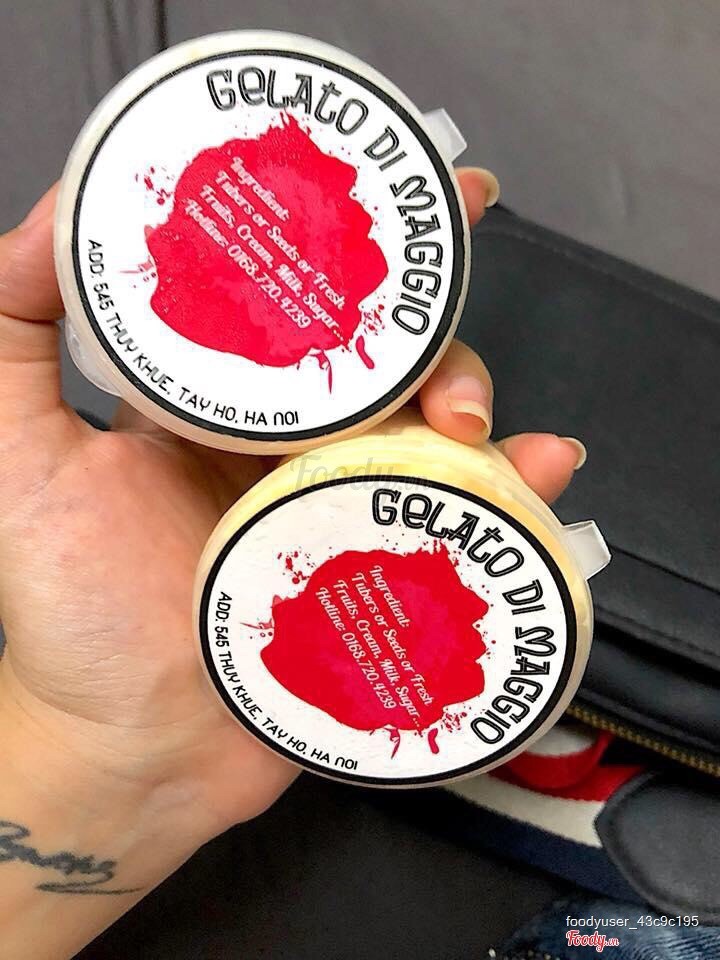 GELATO DI MAGGIO
Ingredient:
Tubers or Seeds or Fresh
Fruits, Cream, Milk, Sugar...
Hotline: 0168.720.4239
ADD: 545 THUY KHUE, TAY HO, HA NOI
Foody.vn
GELATO DI MAGGIO
Ingredient:
Tubers or Seeds or Fresh
Fruits, Cream, Milk, Sugar...
Hotline: 0168.720.4239
ADD: 545 THUY KHUE, TAY HO, HA NOI
foodyuser_43c9c195
Foody.vn